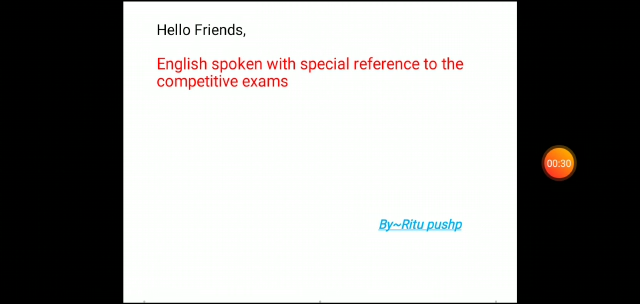 Hello Friends,
English spoken with special reference to the
competitive exams
00:30
By~Ritu pushp